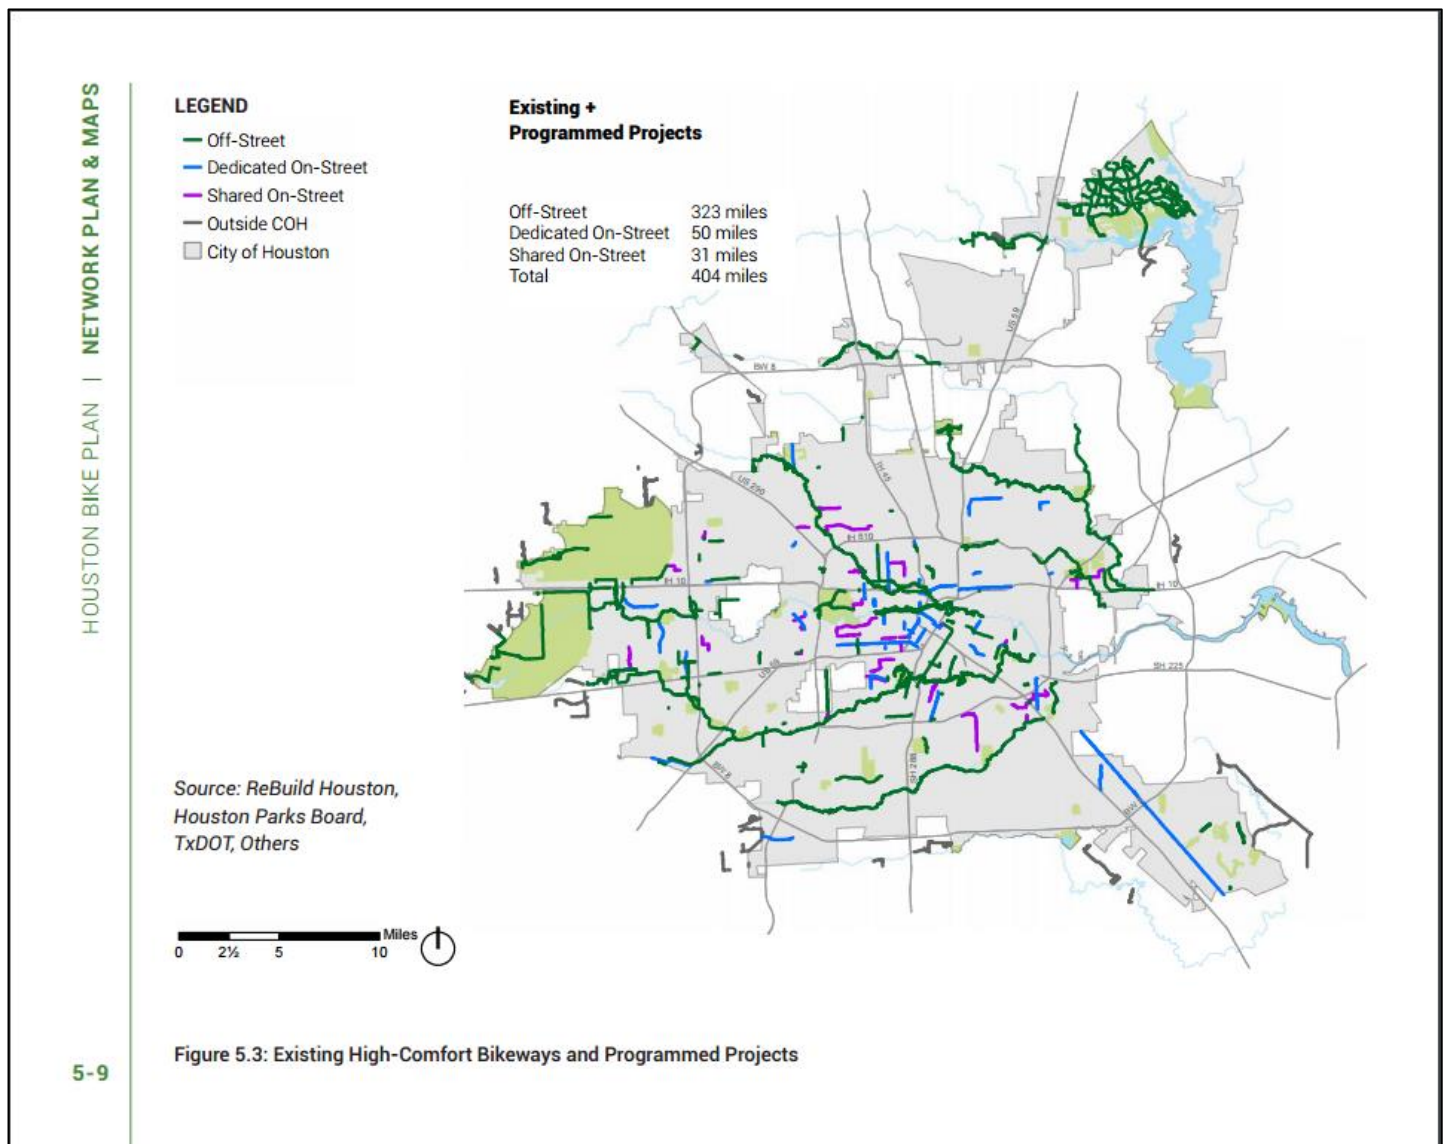 HOUSTON BIKE PLAN | NETWORK PLAN & MAPS
LEGEND
Off-Street
Dedicated On-Street
Shared On-Street
Outside COH
City of Houston
Existing +
Programmed Projects
Off-Street 323 miles
Dedicated On-Street 50 miles
Shared On-Street 31 miles
Total 404 miles
US 59
BW 8
IH 45
US 290
IH 610
IH 10
IH 10
SH 225
US 59
SH 288
BW 8
BW
Source: ReBuild Houston,
Houston Parks Board,
TxDOT, Others
Miles
0 2½ 5 10
Figure 5.3: Existing High-Comfort Bikeways and Programmed Projects
5-9